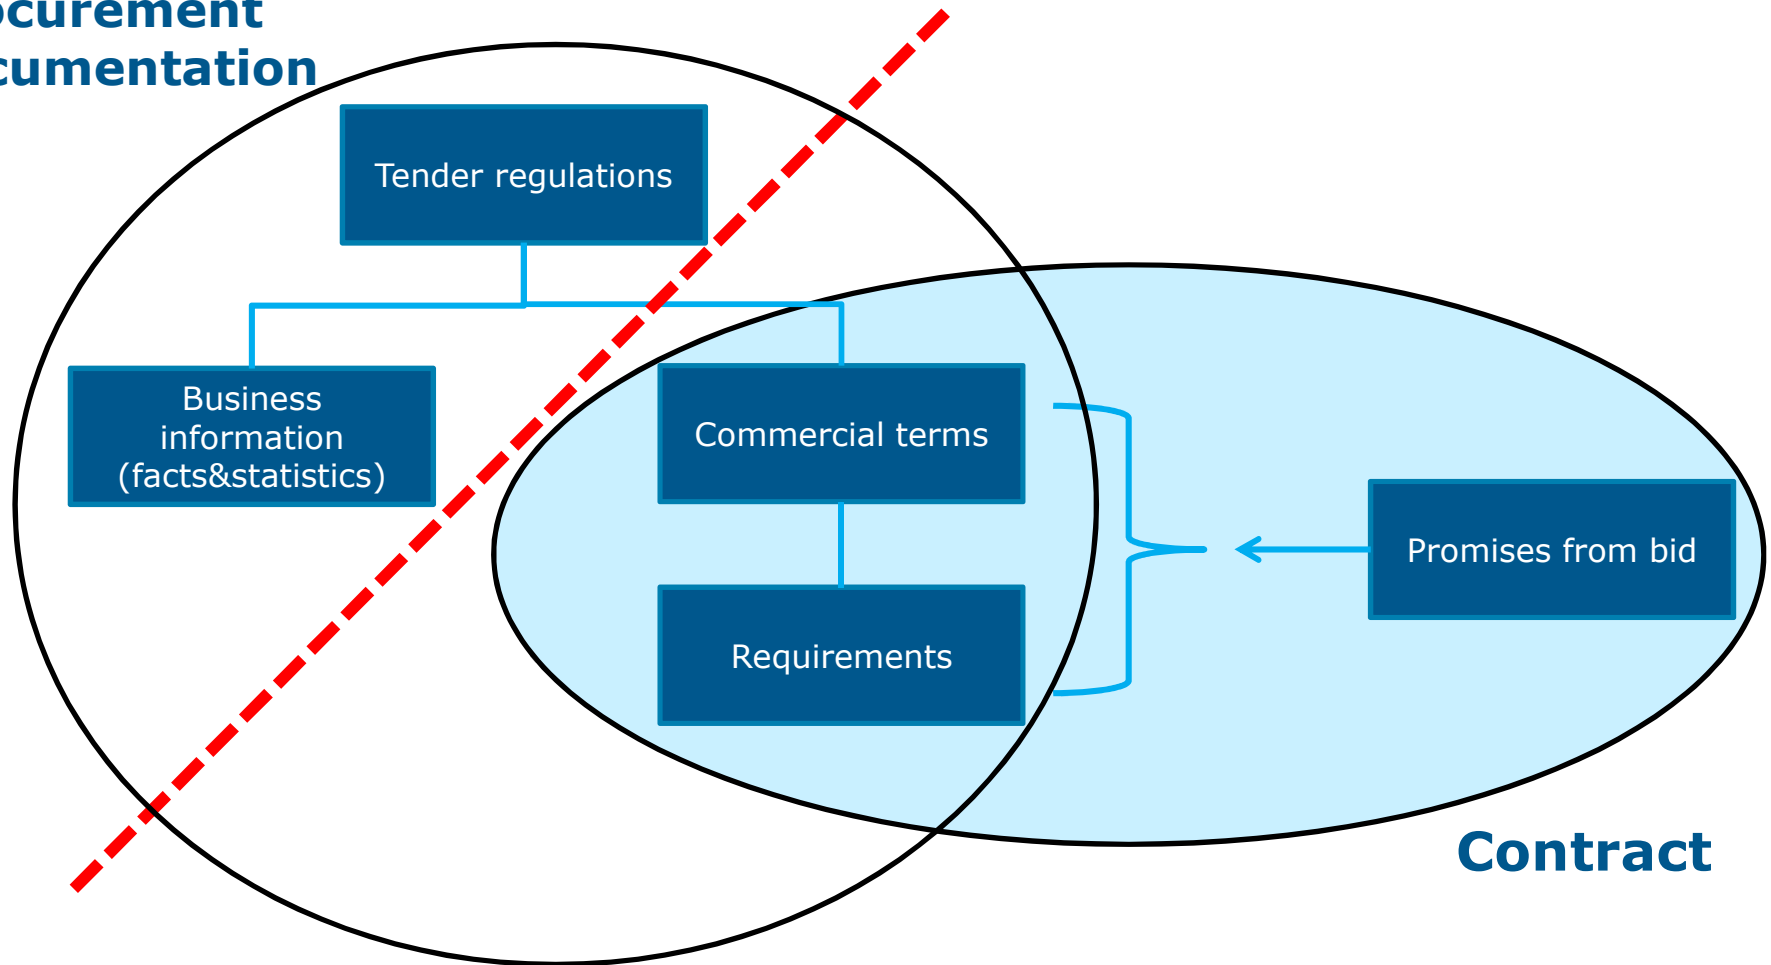 ocurement
cumentation
Tender regulations
Business
information
(facts&statistics)
Commercial terms
Promises from bid
Requirements
Contract